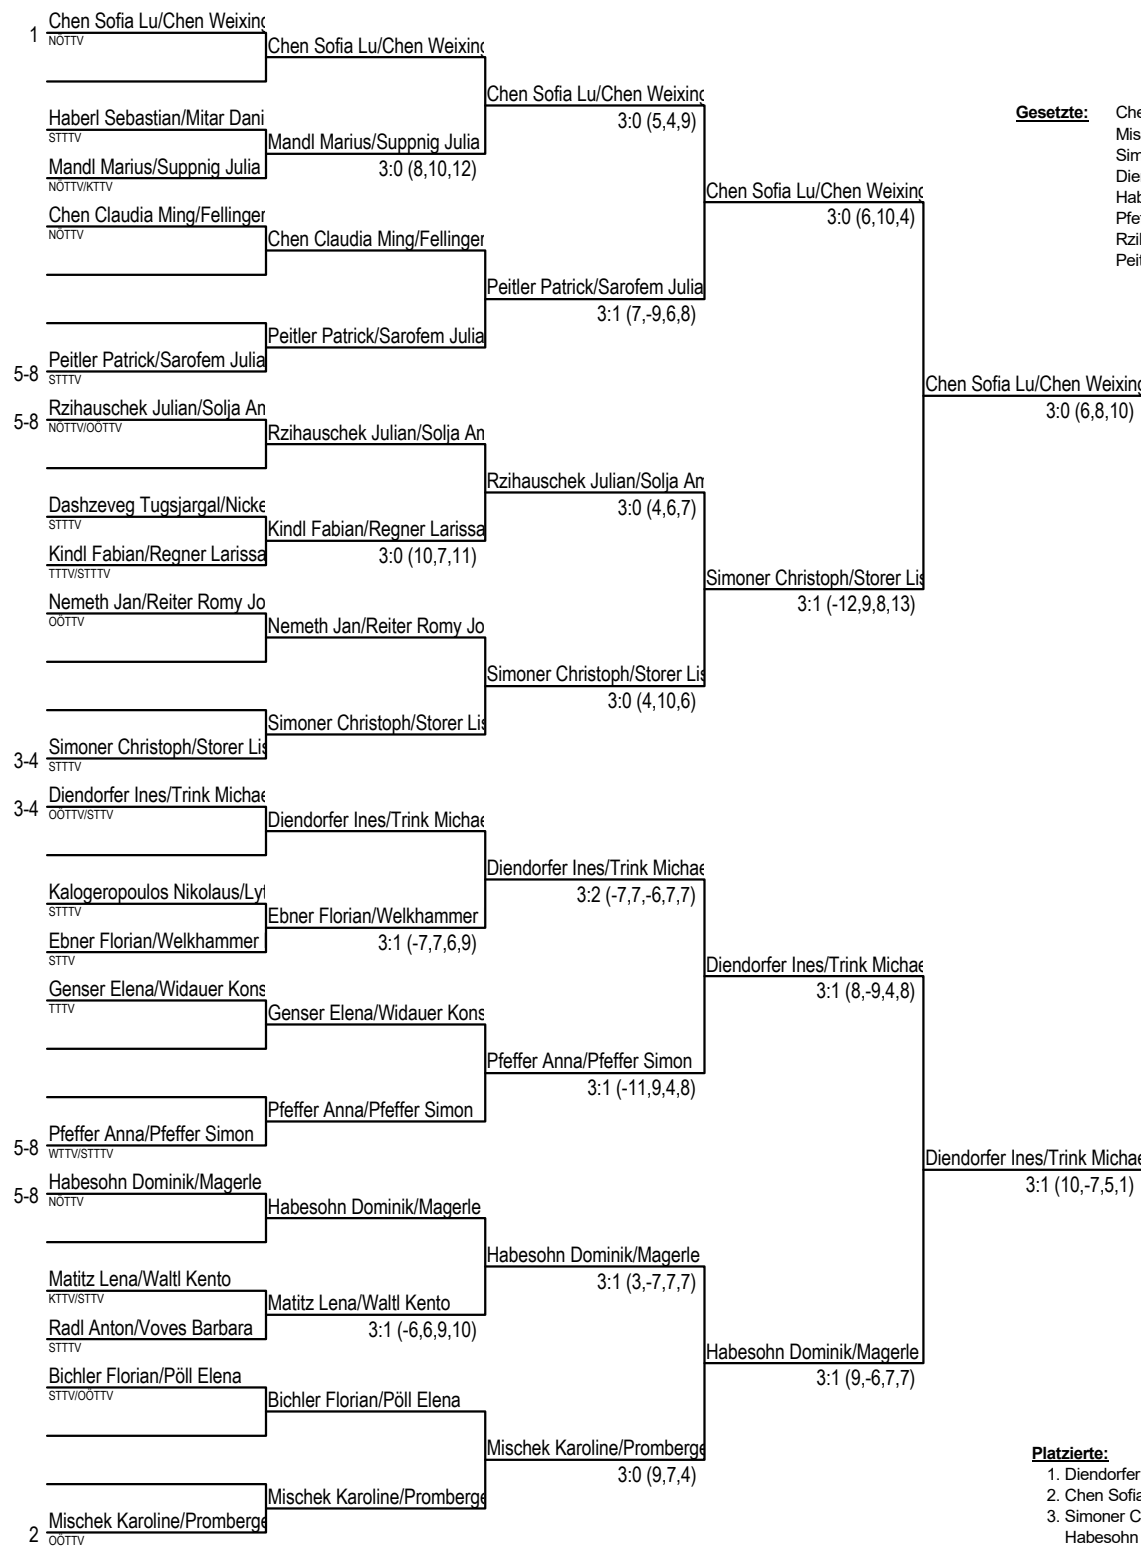 1 Chen Sofia Lu/Chen Weixing
NÖTTV
Haberl Sebastian/Mitar Dani
STTTV
Mandl Marius/Suppnig Julia
NÖTTV/KTTV
Chen Claudia Ming/Fellinger
NÖTTV
5-8 Peitler Patrick/Sarofem Julia
STTTV
5-8 Rzihauschek Julian/Solja Am
NÖTTV/OÖTTV
Dashzeveg Tugsjargal/Nicke
STTTV
Kindl Fabian/Regner Larissa
TTTV/STTTV
Nemeth Jan/Reiter Romy Jo
OÖTTV
3-4 Simoner Christoph/Storer Lis
STTTV
3-4 Diendorfer Ines/Trink Michae
OÖTTV/STTV
Kalogeropoulos Nikolaus/Ly
STTTV
Ebner Florian/Welkhammer
STTV
Genser Elena/Widauer Kons
TTTV
5-8 Pfeffer Anna/Pfeffer Simon
WTTV/STTTV
5-8 Habesohn Dominik/Magerle
NÖTTV
Matitz Lena/Waltl Kento
KTTV/STTV
Radl Anton/Voves Barbara
STTTV
Bichler Florian/Pöll Elena
STTV/OÖTTV
2 Mischek Karoline/Promberge
OÖTTV
Chen Sofia Lu/Chen Weixing
Mandl Marius/Suppnig Julia
3:0 (8,10,12)
Chen Claudia Ming/Fellinger
Peitler Patrick/Sarofem Julia
Rzihauschek Julian/Solja Am
Kindl Fabian/Regner Larissa
3:0 (10,7,11)
Nemeth Jan/Reiter Romy Jo
Simoner Christoph/Storer Lis
Diendorfer Ines/Trink Michae
Ebner Florian/Welkhammer
3:1 (-7,7,6,9)
Genser Elena/Widauer Kons
Pfeffer Anna/Pfeffer Simon
Habesohn Dominik/Magerle
Matitz Lena/Waltl Kento
3:1 (-6,6,9,10)
Bichler Florian/Pöll Elena
Mischek Karoline/Promberge
Chen Sofia Lu/Chen Weixing
3:0 (5,4,9)
Peitler Patrick/Sarofem Julia
3:1 (7,-9,6,8)
Rzihauschek Julian/Solja Am
3:0 (4,6,7)
Simoner Christoph/Storer Lis
3:0 (4,10,6)
Diendorfer Ines/Trink Michae
3:2 (-7,7,-6,7,7)
Pfeffer Anna/Pfeffer Simon
3:1 (-11,9,4,8)
Habesohn Dominik/Magerle
3:1 (3,-7,7,7)
Mischek Karoline/Promberge
3:0 (9,7,4)
Chen Sofia Lu/Chen Weixing
3:0 (6,10,4)
Simoner Christoph/Storer Lis
3:1 (-12,9,8,13)
Diendorfer Ines/Trink Michae
3:1 (8,-9,4,8)
Habesohn Dominik/Magerle
3:1 (9,-6,7,7)
Chen Sofia Lu/Chen Weixing
3:0 (6,8,10)
Diendorfer Ines/Trink Michae
3:1 (10,-7,5,1)
Gesetzte: Che
Mis
Sim
Die
Hab
Pfe
Rzi
Peit
Platzierte:
1. Diendorfer
2. Chen Sofia
3. Simoner C
Habesohn